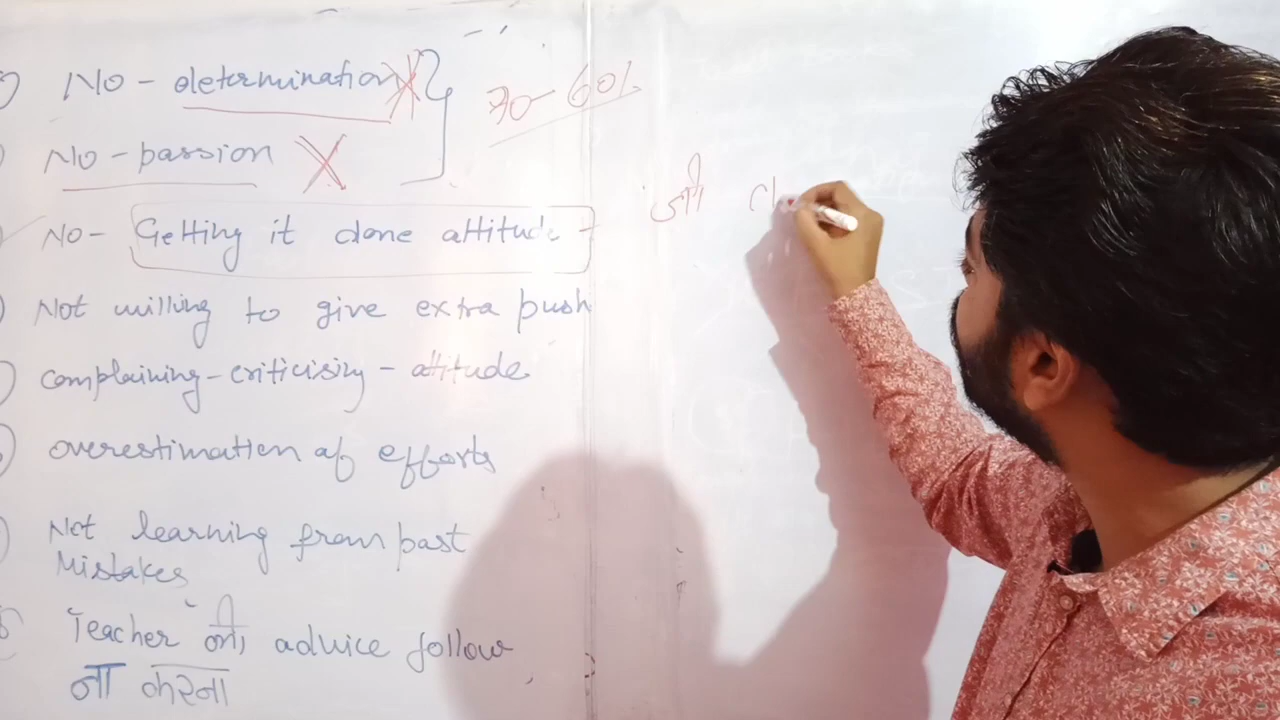 No - determination
70 - 60%
No - passion
No - Getting it done attitude -
जी
Not willing to give extra push
complaining - criticising - attitude
overestimation of efforts
Not learning from past
Mistakes
Teacher की advice follow
ना करना